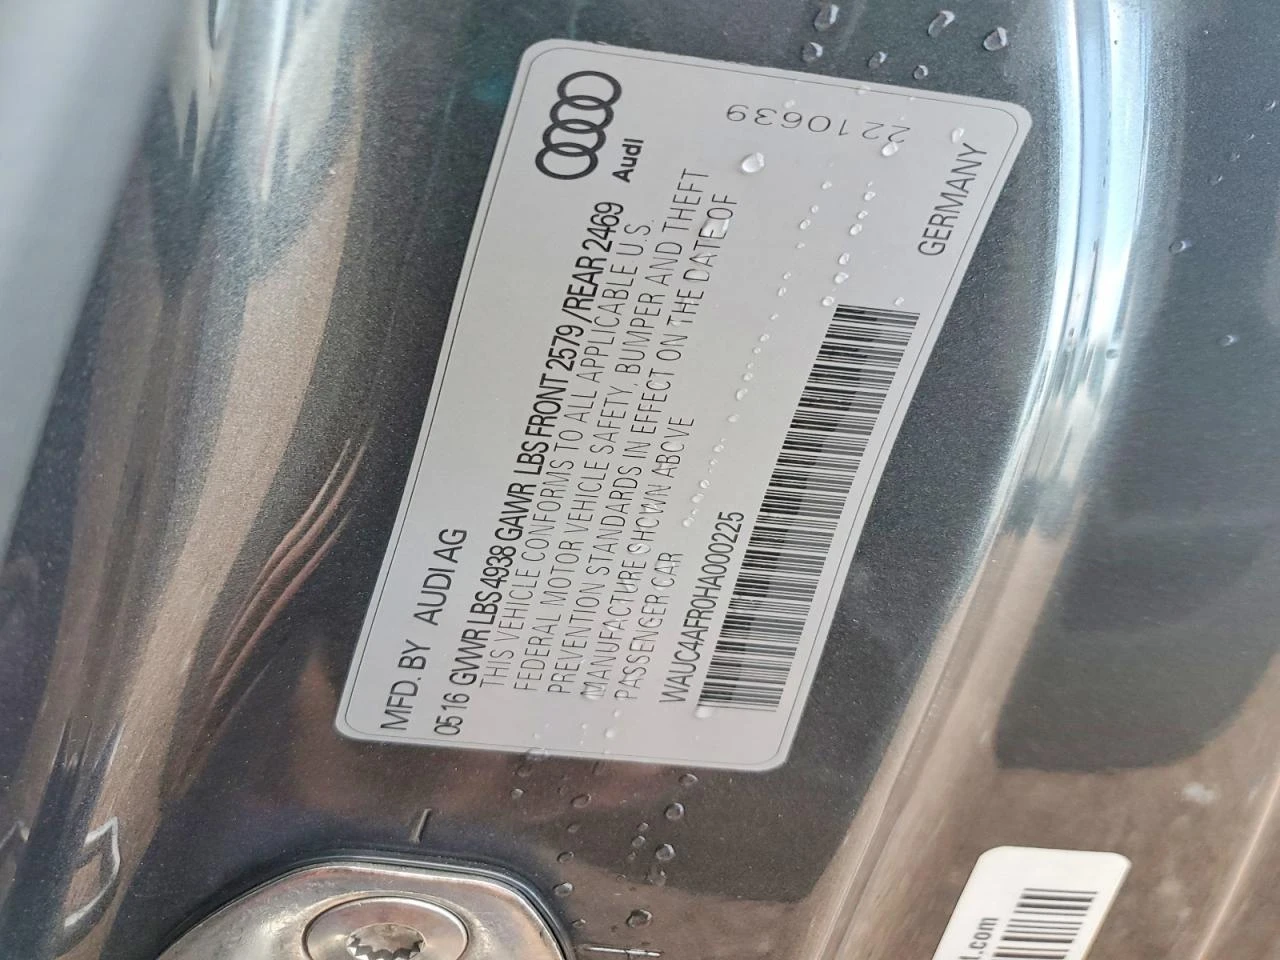 MFD. BY AUDI AG
05 16 GVWR LBS 4938 GAWR LBS FRONT 2579 / REAR 2469
Audi
THIS VEHICLE CONFORMS TO ALL APPLICABLE U.S.
FEDERAL MOTOR VEHICLE SAFETY, BUMPER AND THEFT
PREVENTION STANDARDS IN EFFECT ON THE DATE OF
MANUFACTURE SHOWN ABOVE
PASSENGER CAR
WAUC4AFR0HA000225
GERMANY
2210639
t.com